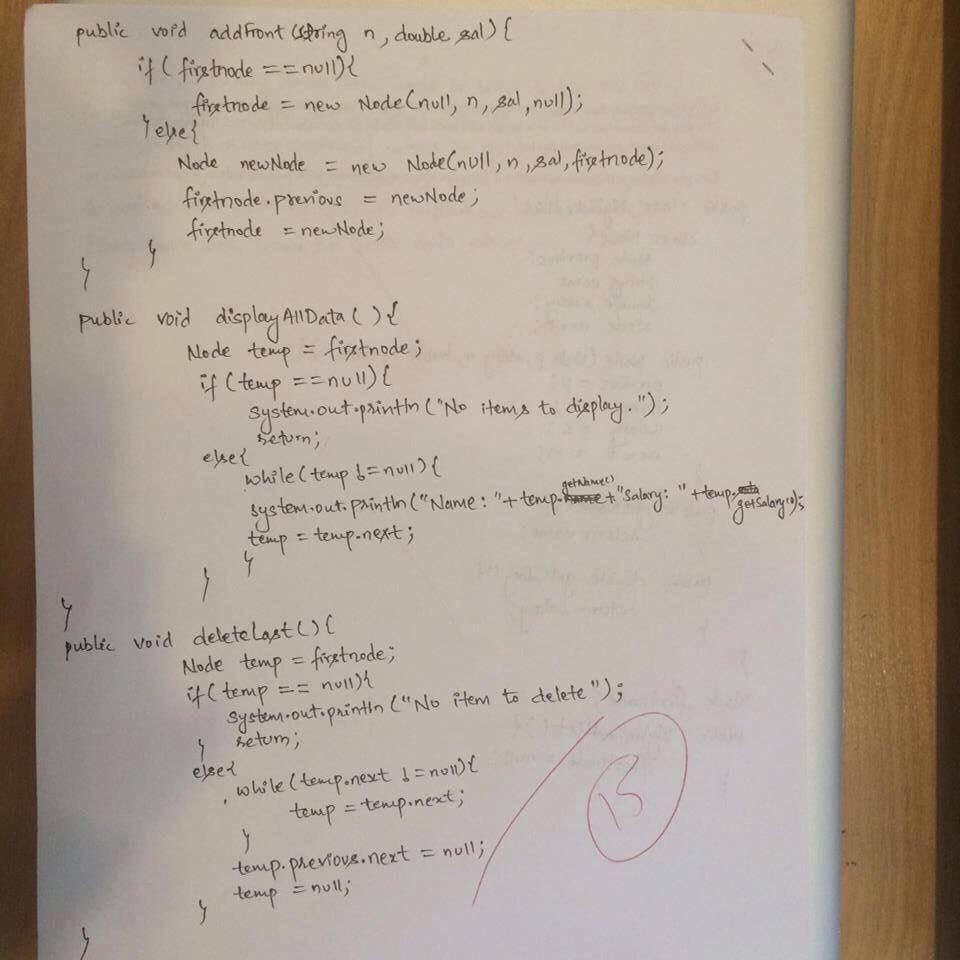 public void addFront (string n, double sal) {
if ( firstnode == null){
firstnode = new Node(null, n, sal, null);
} else{
Node newNode = new Node(null, n, sal, firstnode);
firstnode.previous = newNode;
firstnode = newNode;
}
}
public void displayAllData ( ) {
Node temp = firstnode;
if (temp == null) {
system.out.println ("No items to display.");
return;
else{
while (temp != null) {
system.out.println ("Name: "+ temp.getName() + "Salary: " + temp.getSalary());
temp = temp.next;
}
}
}
public void deleteLast ( ) {
Node temp = firstnode;
if ( temp == null) {
system.out.println ("No item to delete");
return;
}
else{
while (temp.next != null) {
temp = temp.next;
}
temp.previous.next = null;
temp = null;
}
}